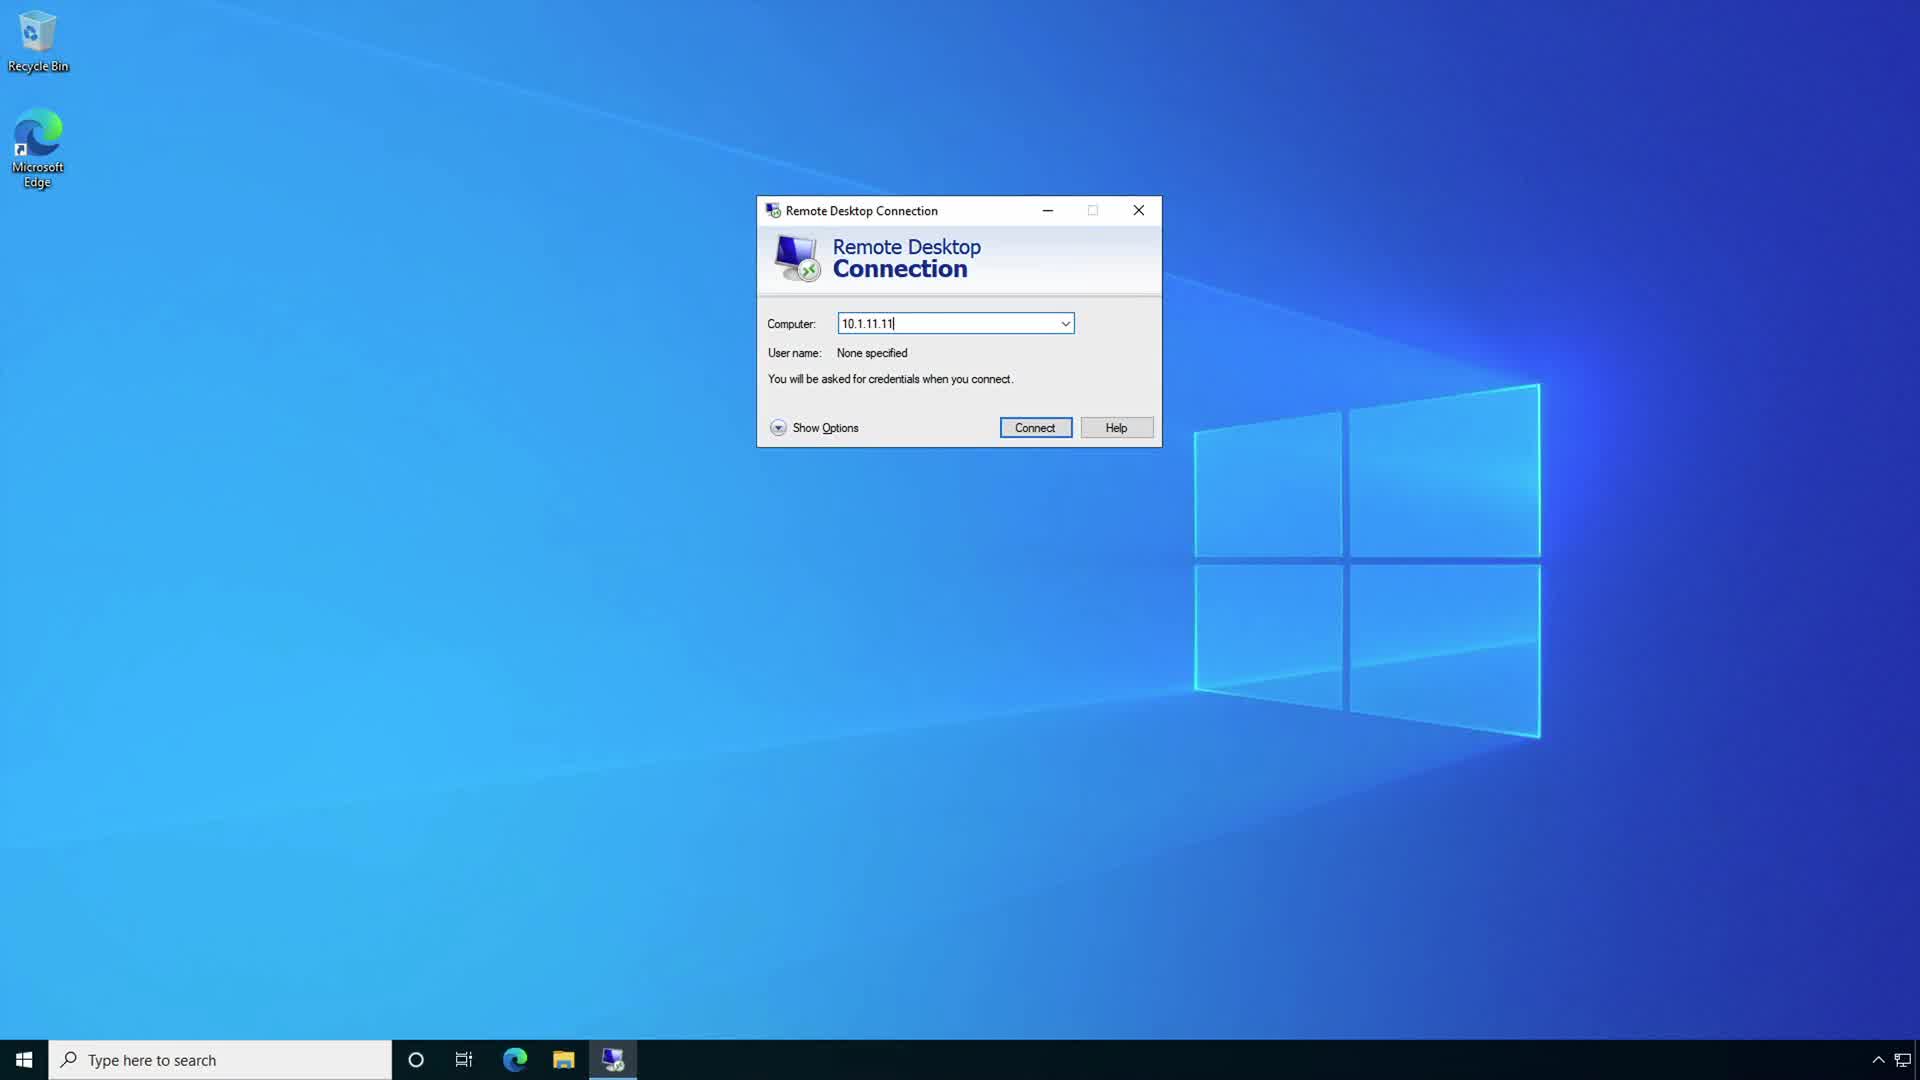 Recycle Bin
Microsoft
Edge
Remote Desktop Connection
Remote Desktop
Connection
Computer: 10.1.11.11
User name: None specified
You will be asked for credentials when you connect.
Show Options
Connect
Help
Type here to search